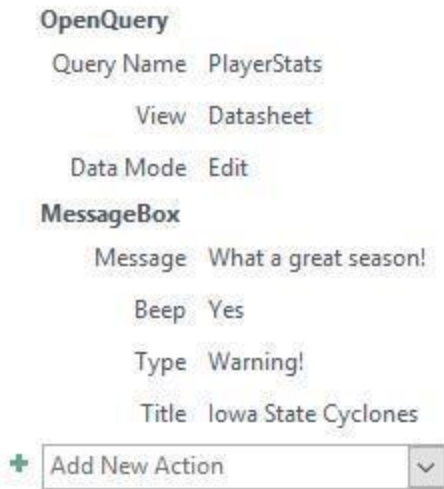 OpenQuery
Query Name PlayerStats
View Datasheet
Data Mode Edit
MessageBox
Message What a great season!
Beep Yes
Type Warning!
Title Iowa State Cyclones
Add New Action